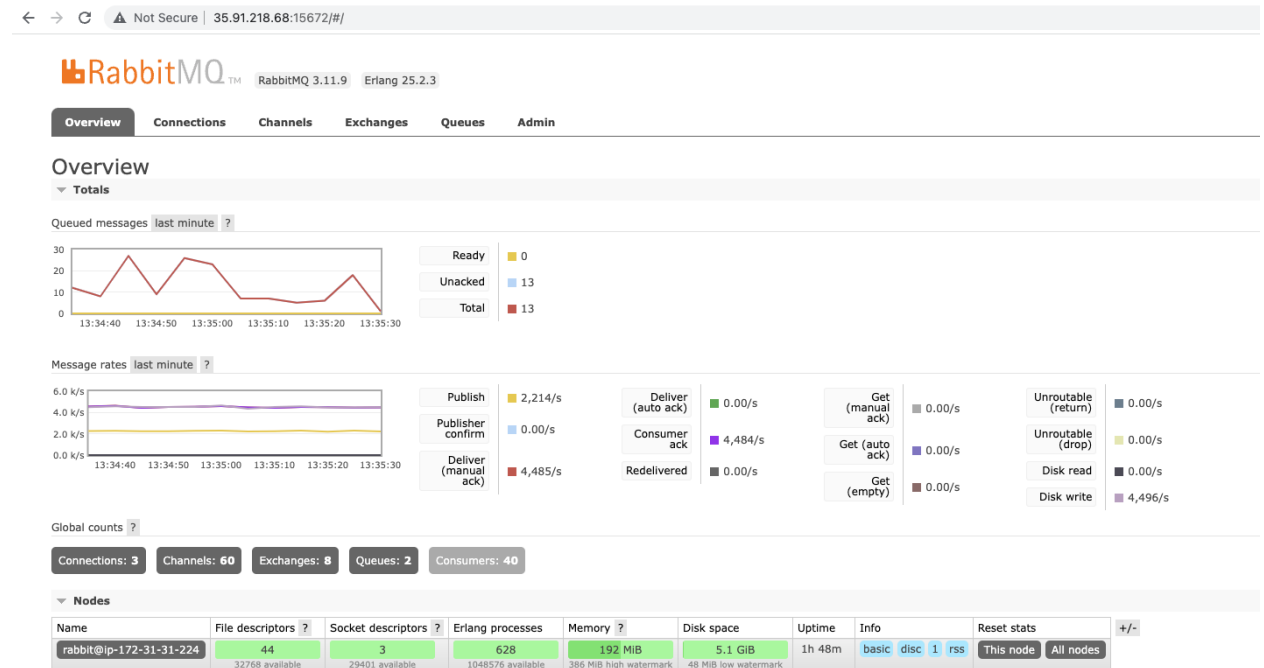 Not Secure | 35.91.218.68:15672/#/
RabbitMQ TM RabbitMQ 3.11.9 Erlang 25.2.3
Overview Connections Channels Exchanges Queues Admin
Overview
Totals
Queued messages last minute ?
30
20
10
0
13:34:40 13:34:50 13:35:00 13:35:10 13:35:20 13:35:30
Ready 0
Unacked 13
Total 13
Message rates last minute ?
6.0 k/s
4.0 k/s
2.0 k/s
0.0 k/s
13:34:40 13:34:50 13:35:00 13:35:10 13:35:20 13:35:30
Publish 2,214/s
Publisher
confirm 0.00/s
Deliver
(manual
ack) 4,485/s
Deliver
(auto ack) 0.00/s
Consumer
ack 4,484/s
Redelivered 0.00/s
Get
(manual
ack) 0.00/s
Get (auto
ack) 0.00/s
Get
(empty) 0.00/s
Unroutable
(return) 0.00/s
Unroutable
(drop) 0.00/s
Disk read 0.00/s
Disk write 4,496/s
Global counts ?
Connections: 3 Channels: 60 Exchanges: 8 Queues: 2 Consumers: 40
Nodes
Name File descriptors ? Socket descriptors ? Erlang processes Memory ? Disk space Uptime Info Reset stats +/-
rabbit@ip-172-31-31-224 44 3 628 192 MiB 5.1 GiB 1h 48m basic disc 1 rss This node All nodes
32768 available 29401 available 1048576 available 386 MiB high watermark 48 MiB low watermark